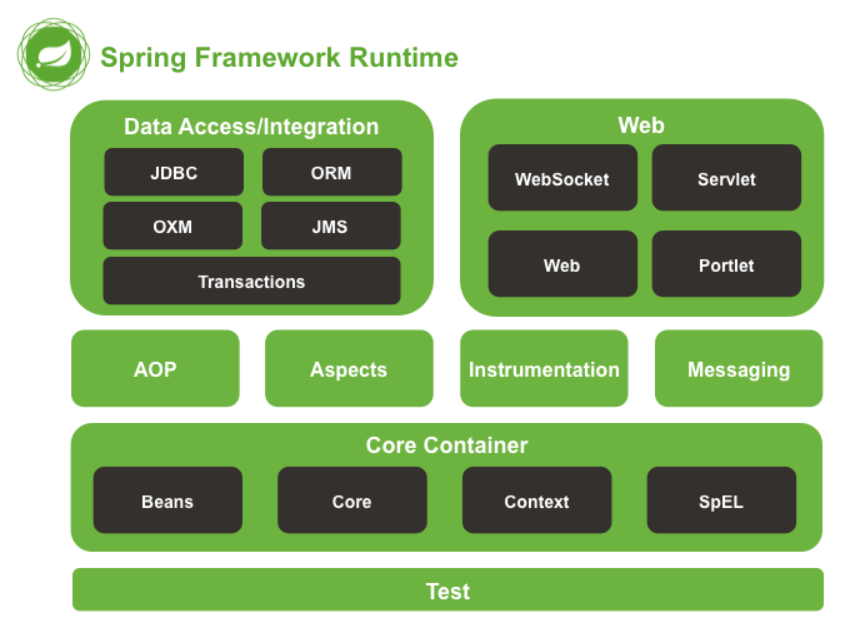 Spring Framework Runtime
Data Access/Integration
JDBC
ORM
OXM
JMS
Transactions
Web
WebSocket
Servlet
Web
Portlet
AOP
Aspects
Instrumentation
Messaging
Core Container
Beans
Core
Context
SpEL
Test